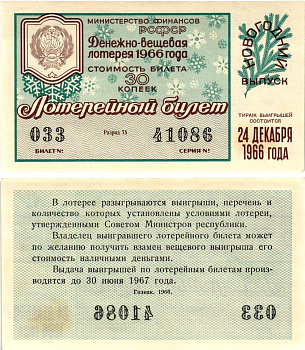 МИНИСТЕРСТВО ФИНАНСОВ
РСФСР
Денежно-вещевая
лотерея 1966 года
СТОИМОСТЬ БИЛЕТА
30
КОПЕЕК
Лотерейный билет
033
Разряд 78
41086
БИЛЕТ №
СЕРИЯ №
НОВОГОДНИЙ
ВЫПУСК
ТИРАЖ ВЫИГРЫШЕЙ
СОСТОИТСЯ
24 ДЕКАБРЯ
1966 ГОДА
В лотерее разыгрываются выигрыши, перечень и
количество которых установлены условиями лотереи,
утвержденными Советом Министров республики.
Владелец выигравшего лотерейного билета может
по желанию получить взамен вещевого выигрыша его
стоимость наличными деньгами.
Выдача выигрышей по лотерейным билетам произ-
водится до 30 июня 1967 года.
Гознак. 1966.
41086
033